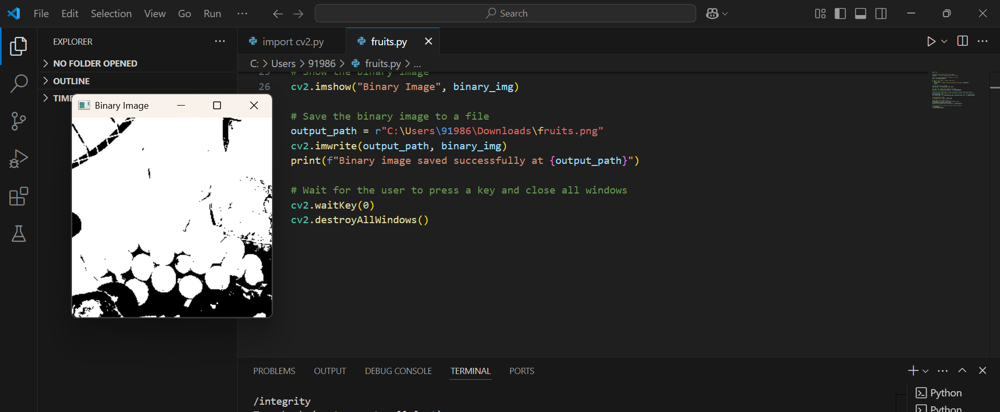 File Edit Selection View Go Run ···
Search
EXPLORER ···
NO FOLDER OPENED
OUTLINE
import cv2.py
fruits.py
C: > Users > 91986 > fruits.py > ...
25 # Show the binary image
26 cv2.imshow("Binary Image", binary_img)
Binary Image
# Save the binary image to a file
output_path = r"C:\Users\91986\Downloads\fruits.png"
cv2.imwrite(output_path, binary_img)
print(f"Binary image saved successfully at {output_path}")
# Wait for the user to press a key and close all windows
cv2.waitKey(0)
cv2.destroyAllWindows()
PROBLEMS OUTPUT DEBUG CONSOLE TERMINAL PORTS
/integrity
Python
Python